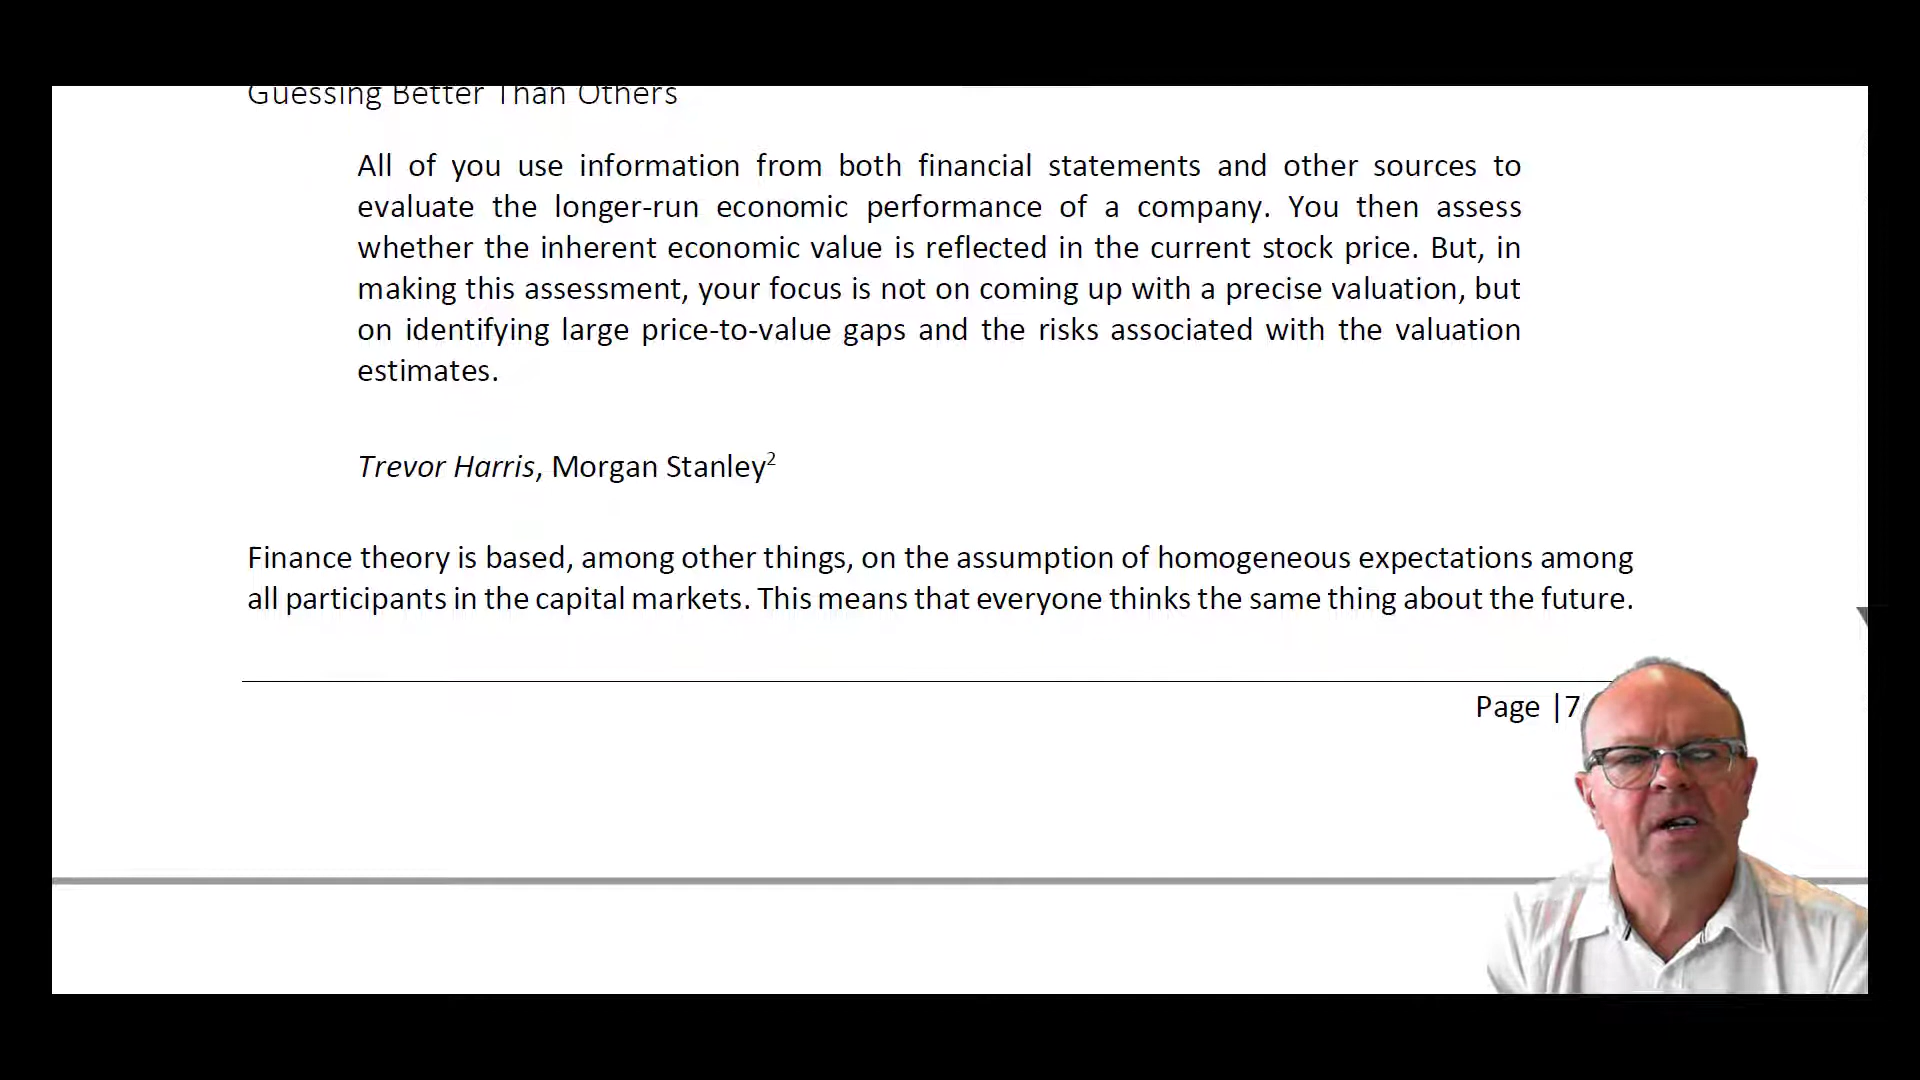 Guessing Better Than Others
All of you use information from both financial statements and other sources to
evaluate the longer-run economic performance of a company. You then assess
whether the inherent economic value is reflected in the current stock price. But, in
making this assessment, your focus is not on coming up with a precise valuation, but
on identifying large price-to-value gaps and the risks associated with the valuation
estimates.
Trevor Harris, Morgan Stanley²
Finance theory is based, among other things, on the assumption of homogeneous expectations among
all participants in the capital markets. This means that everyone thinks the same thing about the future.
Page |7